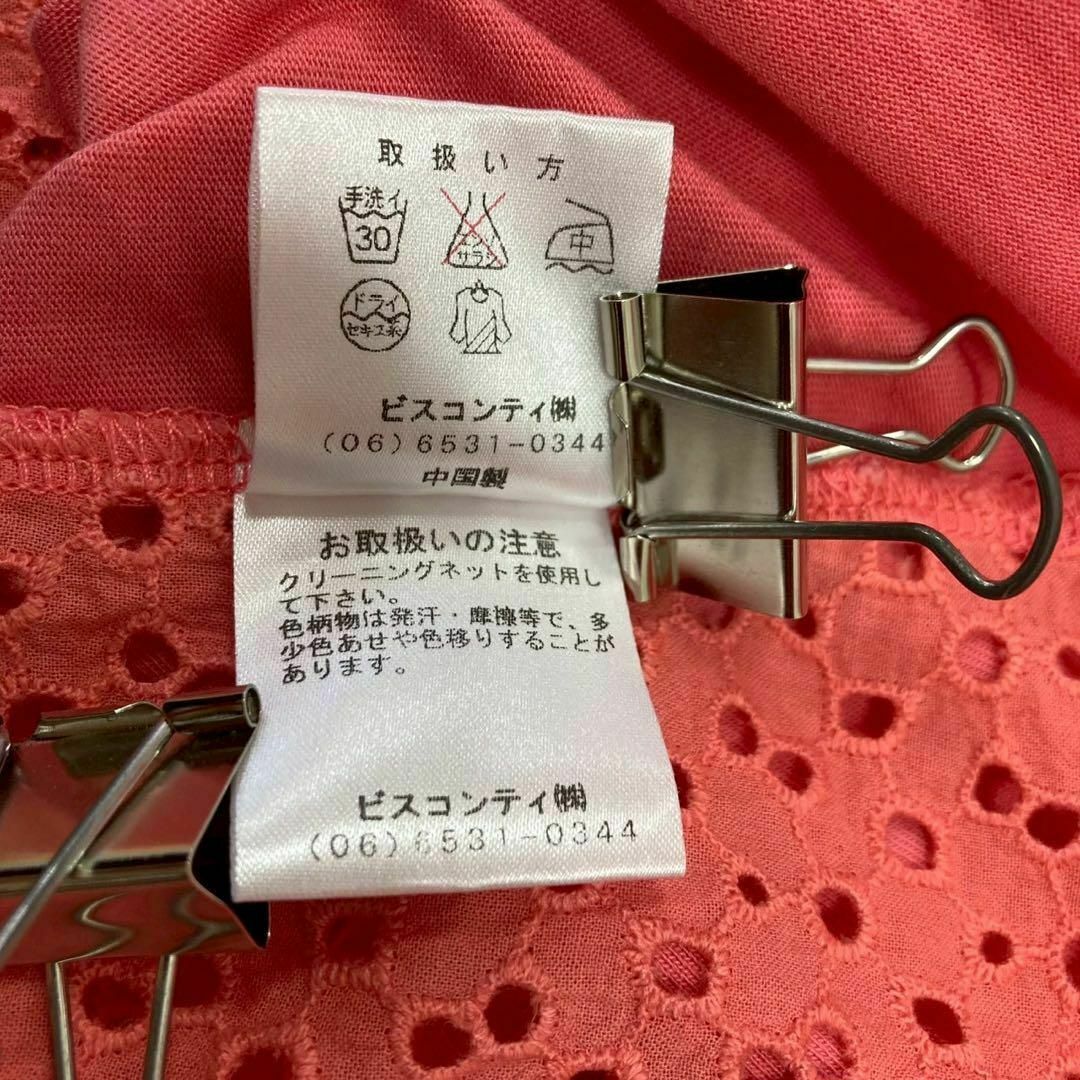 取扱い方
手洗イ
30
エンソ
サラシ
中
ドライ
セキユ系
ビスコンティ㈱
(06)6531-0344
中国製
お取扱いの注意
クリーニングネットを使用し
て下さい。
色柄物は発汗・摩擦等で、多
少色あせや色移りすることが
あります。
ビスコンティ㈱
(06)6531-0344